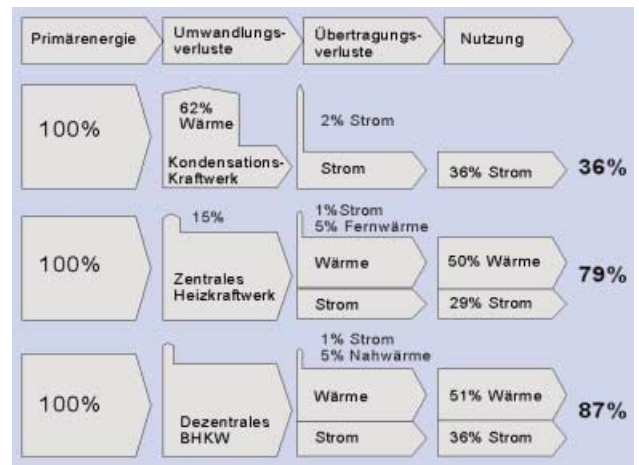 Primärenergie
Umwandlungs-
verluste
Übertragungs-
verluste
Nutzung
100%
62%
Wärme
Kondensations-
Kraftwerk
2% Strom
Strom
36% Strom
36%
100%
15%
Zentrales
Heizkraftwerk
1%Strom
5% Fernwärme
Wärme
Strom
50% Wärme
29% Strom
79%
100%
Dezentrales
BHKW
1% Strom
5% Nahwärme
Wärme
Strom
51% Wärme
36% Strom
87%